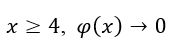 x ≥ 4, φ(x) → 0